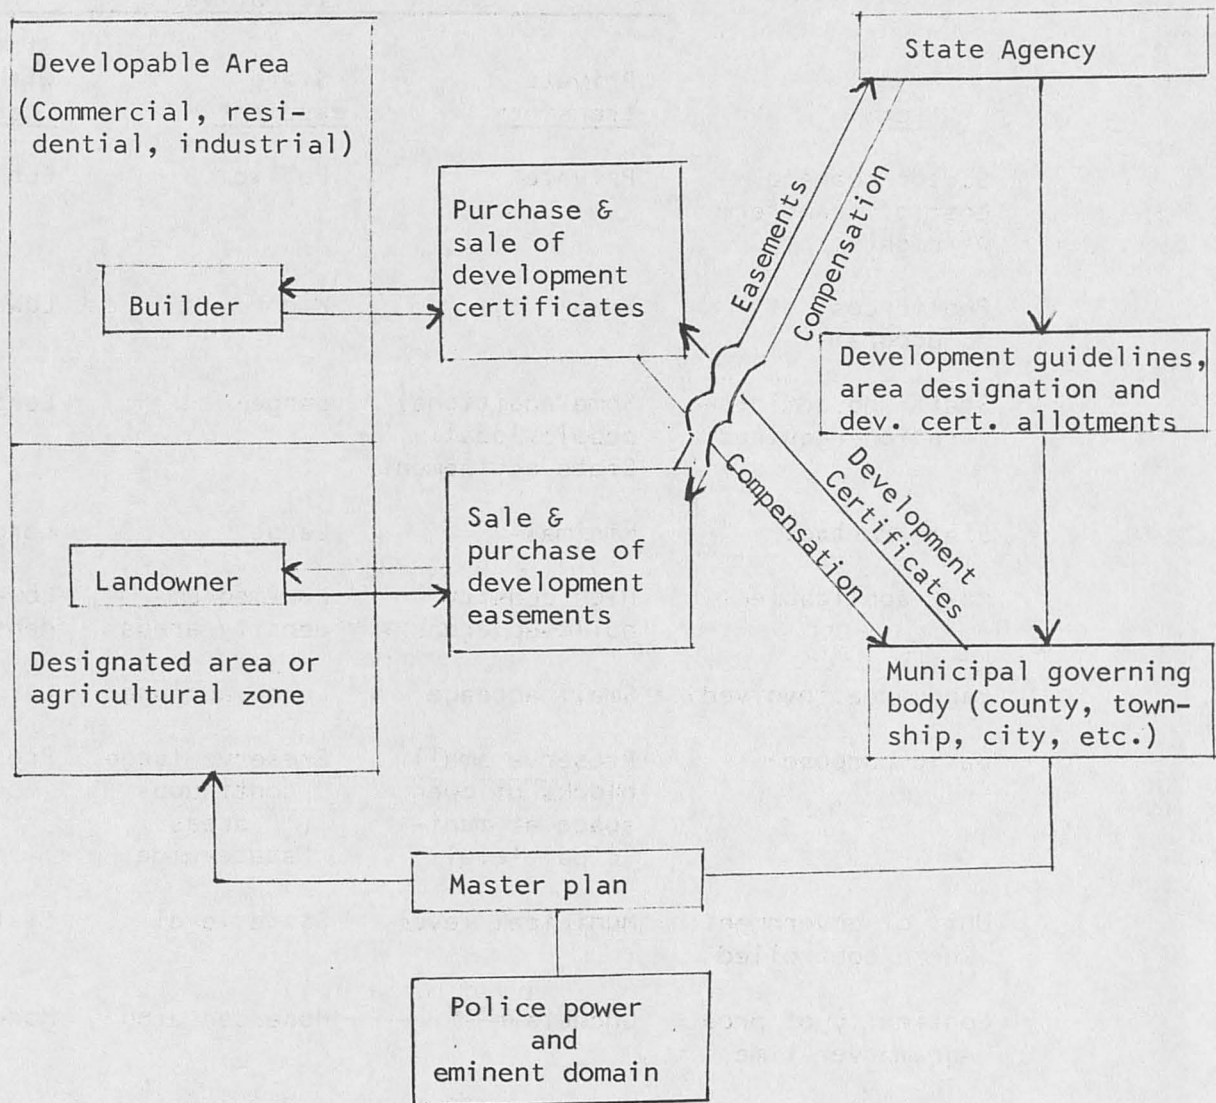 Developable Area
(Commercial, resi-
dential, industrial)
State Agency
Purchase &
sale of
development
certificates
Builder
Easements
Compensation
Development guidelines,
area designation and
dev. cert. allotments
Compensation
Development
Certificates
Sale &
purchase of
development
easements
Landowner
Designated area or
agricultural zone
Municipal governing
body (county, town-
ship, city, etc.)
Master plan
Police power
and
eminent domain